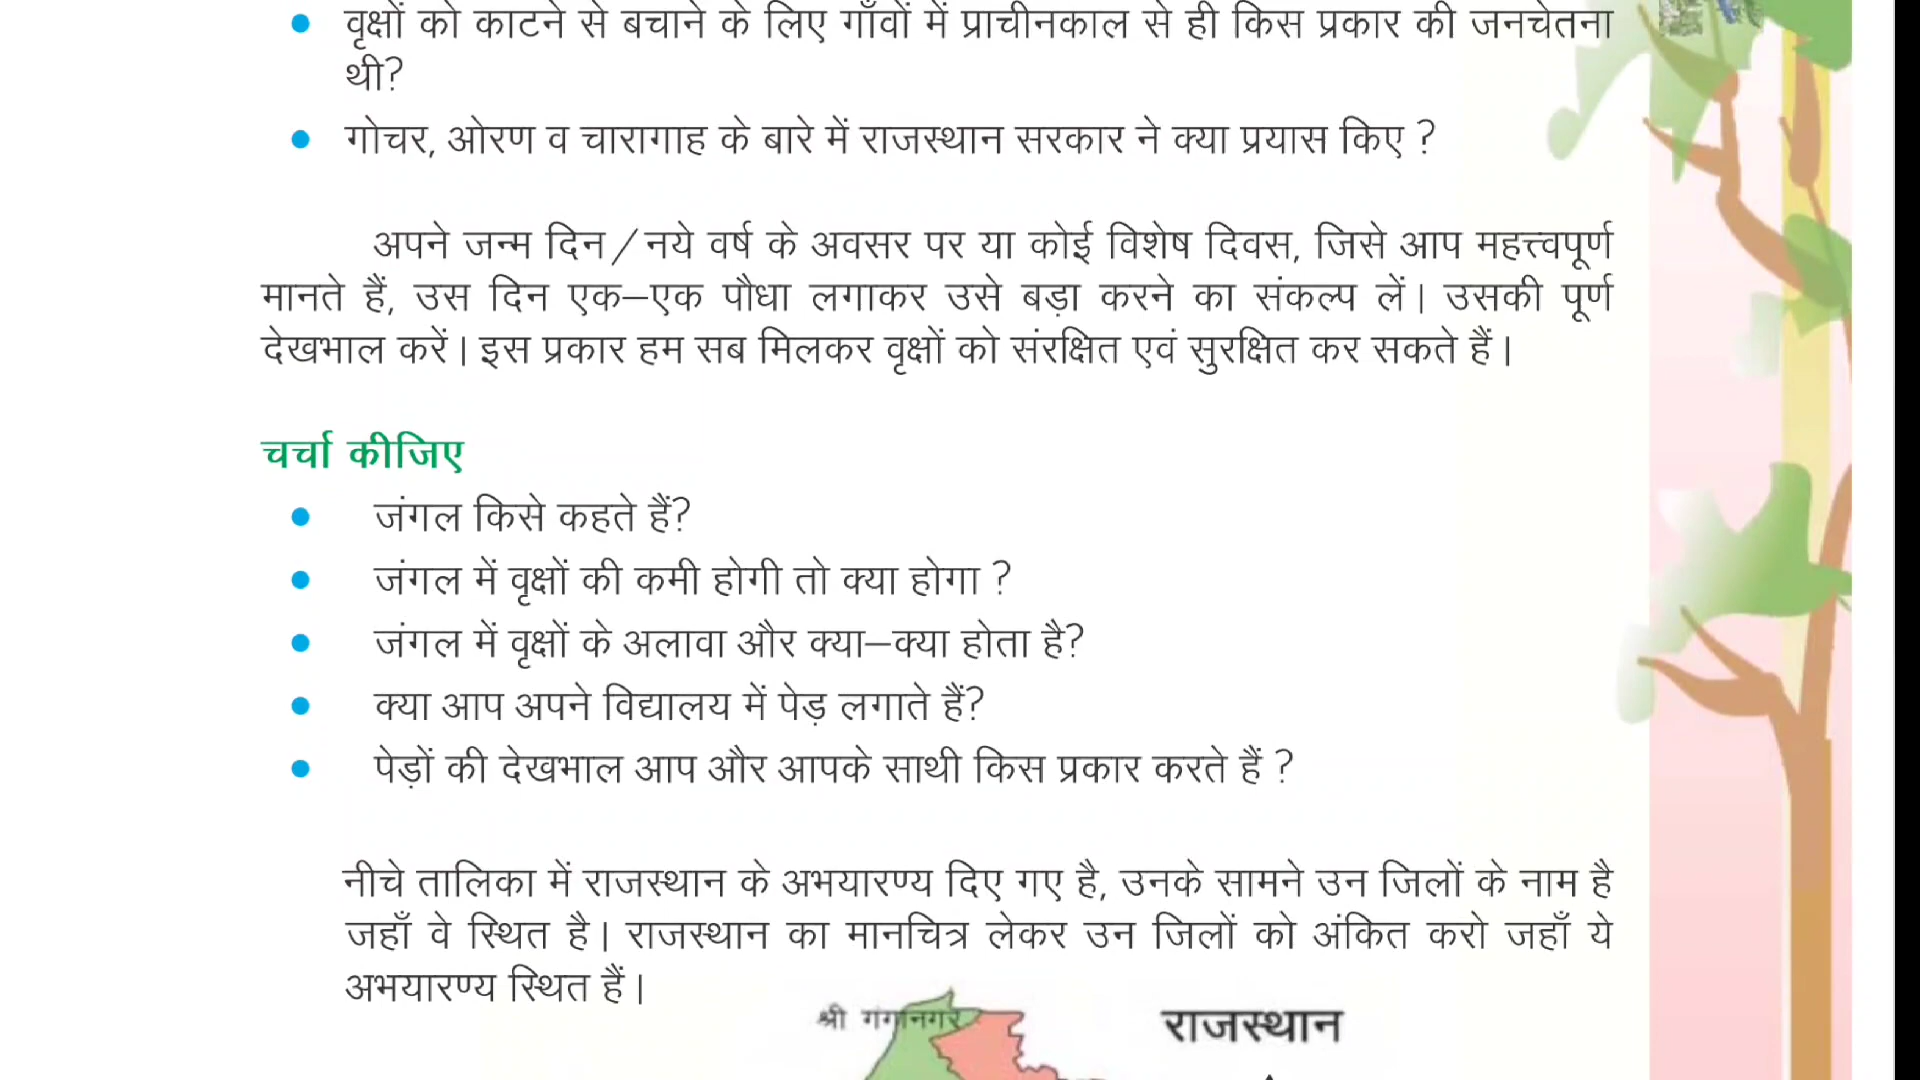 • वृक्षों को काटने से बचाने के लिए गाँवों में प्राचीनकाल से ही किस प्रकार की जनचेतना
थी?
• गोचर, ओरण व चारागाह के बारे में राजस्थान सरकार ने क्या प्रयास किए ?
अपने जन्म दिन/नये वर्ष के अवसर पर या कोई विशेष दिवस, जिसे आप महत्त्वपूर्ण
मानते हैं, उस दिन एक–एक पौधा लगाकर उसे बड़ा करने का संकल्प लें। उसकी पूर्ण
देखभाल करें। इस प्रकार हम सब मिलकर वृक्षों को संरक्षित एवं सुरक्षित कर सकते हैं।
चर्चा कीजिए
• जंगल किसे कहते हैं?
• जंगल में वृक्षों की कमी होगी तो क्या होगा ?
• जंगल में वृक्षों के अलावा और क्या–क्या होता है?
• क्या आप अपने विद्यालय में पेड़ लगाते हैं?
• पेड़ों की देखभाल आप और आपके साथी किस प्रकार करते हैं ?
नीचे तालिका में राजस्थान के अभयारण्य दिए गए है, उनके सामने उन जिलों के नाम है
जहाँ वे स्थित है। राजस्थान का मानचित्र लेकर उन जिलों को अंकित करो जहाँ ये
अभयारण्य स्थित हैं।
श्री गंगानगर
राजस्थान